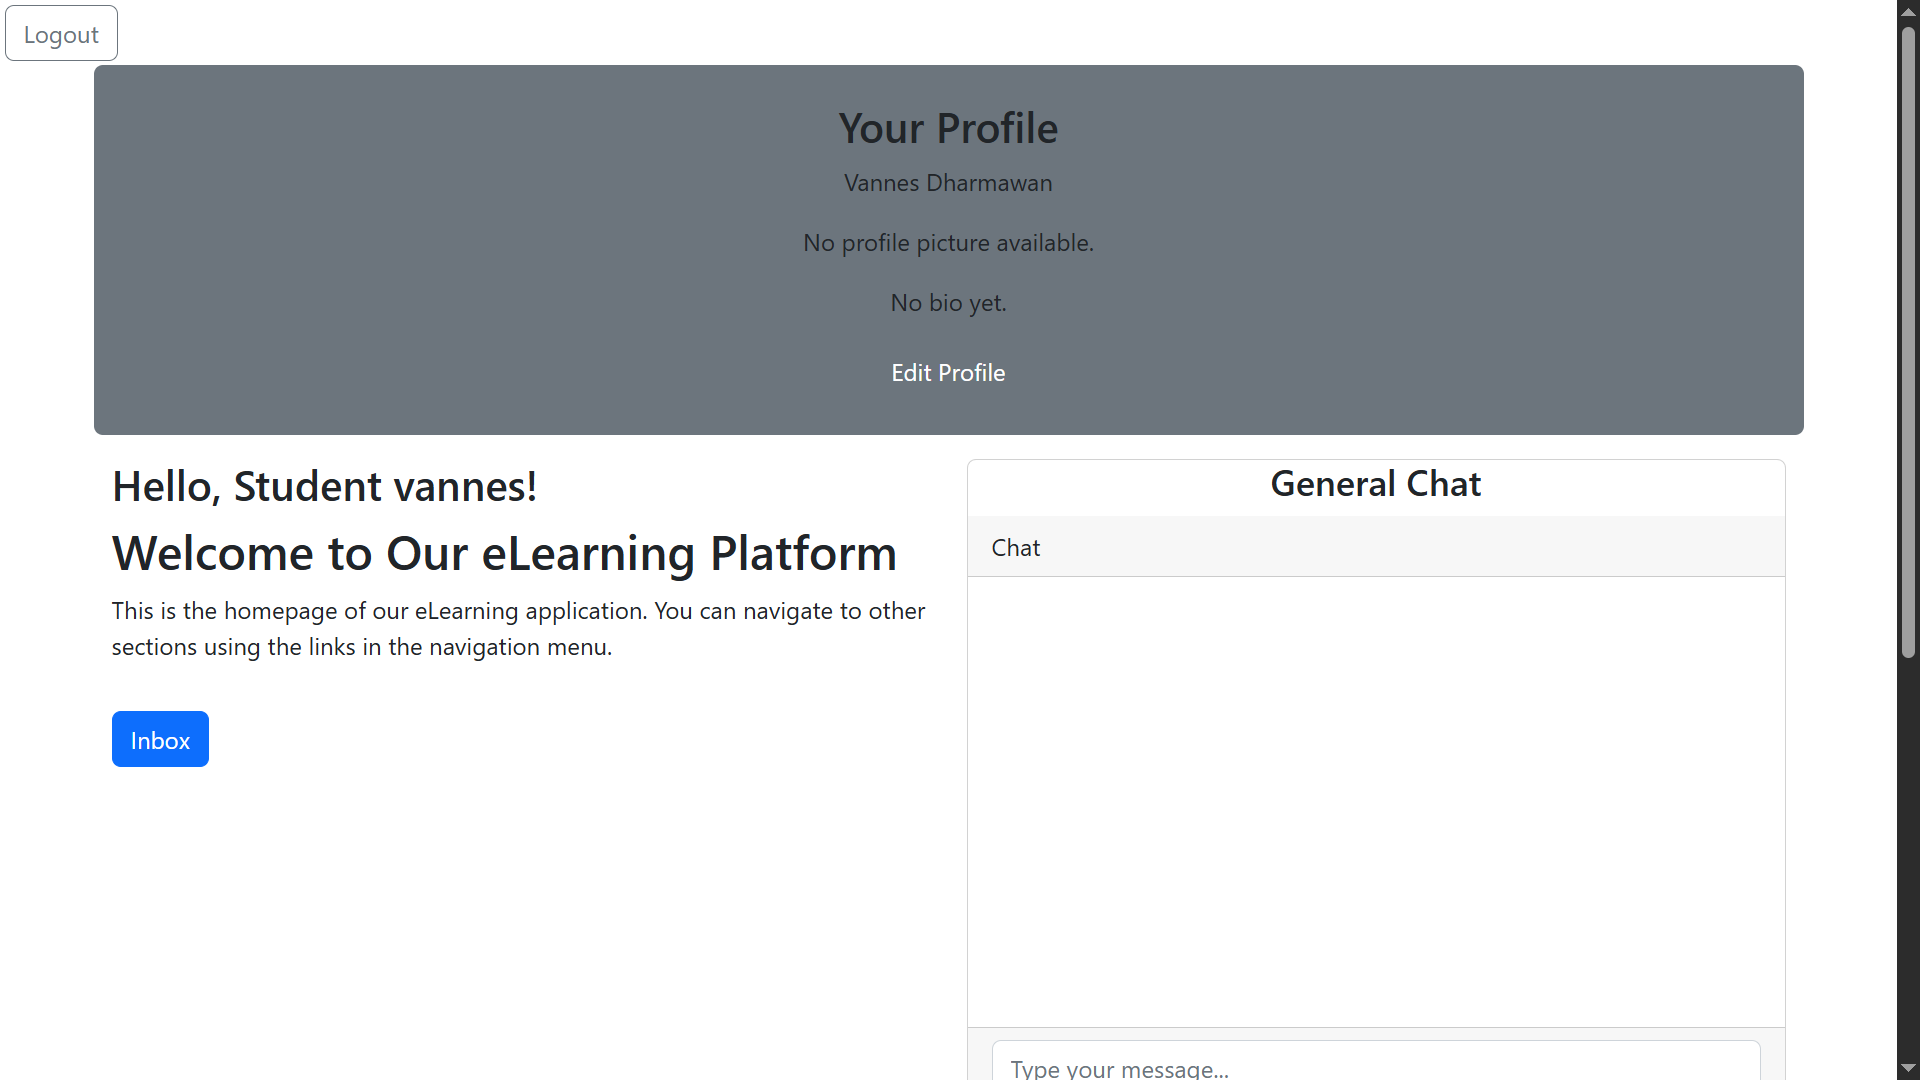 Logout
Your Profile
Vannes Dharmawan
No profile picture available.
No bio yet.
Edit Profile
Hello, Student vannes!
Welcome to Our eLearning Platform
This is the homepage of our eLearning application. You can navigate to other
sections using the links in the navigation menu.
Inbox
General Chat
Chat
Type your message...